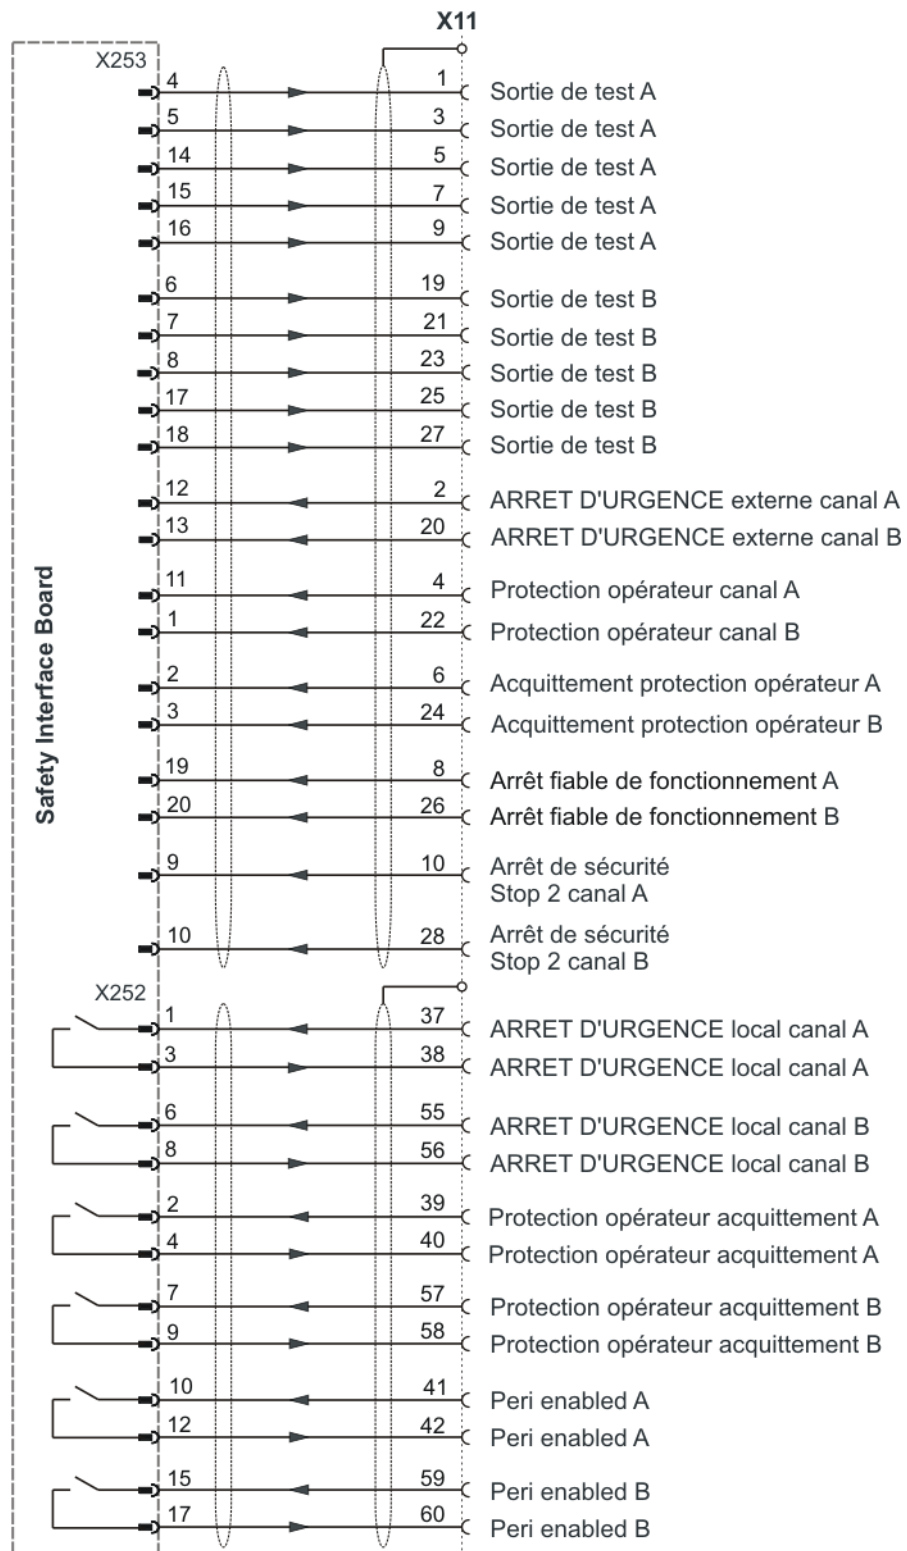 X11
X253
4 1 Sortie de test A
5 3 Sortie de test A
14 5 Sortie de test A
15 7 Sortie de test A
16 9 Sortie de test A
6 19 Sortie de test B
7 21 Sortie de test B
8 23 Sortie de test B
17 25 Sortie de test B
18 27 Sortie de test B
12 2 ARRET D'URGENCE externe canal A
13 20 ARRET D'URGENCE externe canal B
11 4 Protection opérateur canal A
1 22 Protection opérateur canal B
2 6 Acquittement protection opérateur A
3 24 Acquittement protection opérateur B
19 8 Arrêt fiable de fonctionnement A
20 26 Arrêt fiable de fonctionnement B
9 10 Arrêt de sécurité
Stop 2 canal A
10 28 Arrêt de sécurité
Stop 2 canal B
Safety Interface Board
X252
1 37 ARRET D'URGENCE local canal A
3 38 ARRET D'URGENCE local canal A
6 55 ARRET D'URGENCE local canal B
8 56 ARRET D'URGENCE local canal B
2 39 Protection opérateur acquittement A
4 40 Protection opérateur acquittement A
7 57 Protection opérateur acquittement B
9 58 Protection opérateur acquittement B
10 41 Peri enabled A
12 42 Peri enabled A
15 59 Peri enabled B
17 60 Peri enabled B